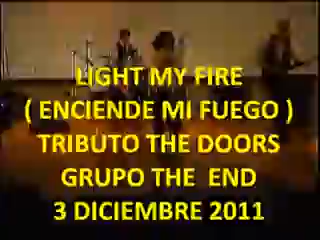 LIGHT MY FIRE
( ENCIENDE MI FUEGO )
TRIBUTO THE DOORS
GRUPO THE  END
3 DICIEMBRE 2011